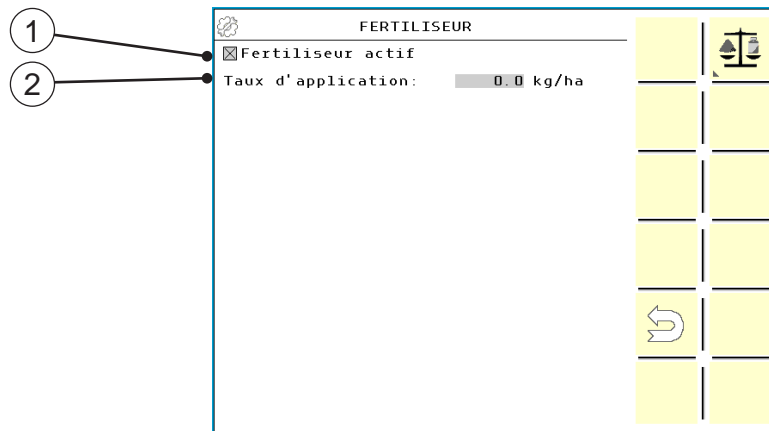 1
FERTILISEUR
Fertiliseur actif
2
Taux d'application: 0.0 kg/ha